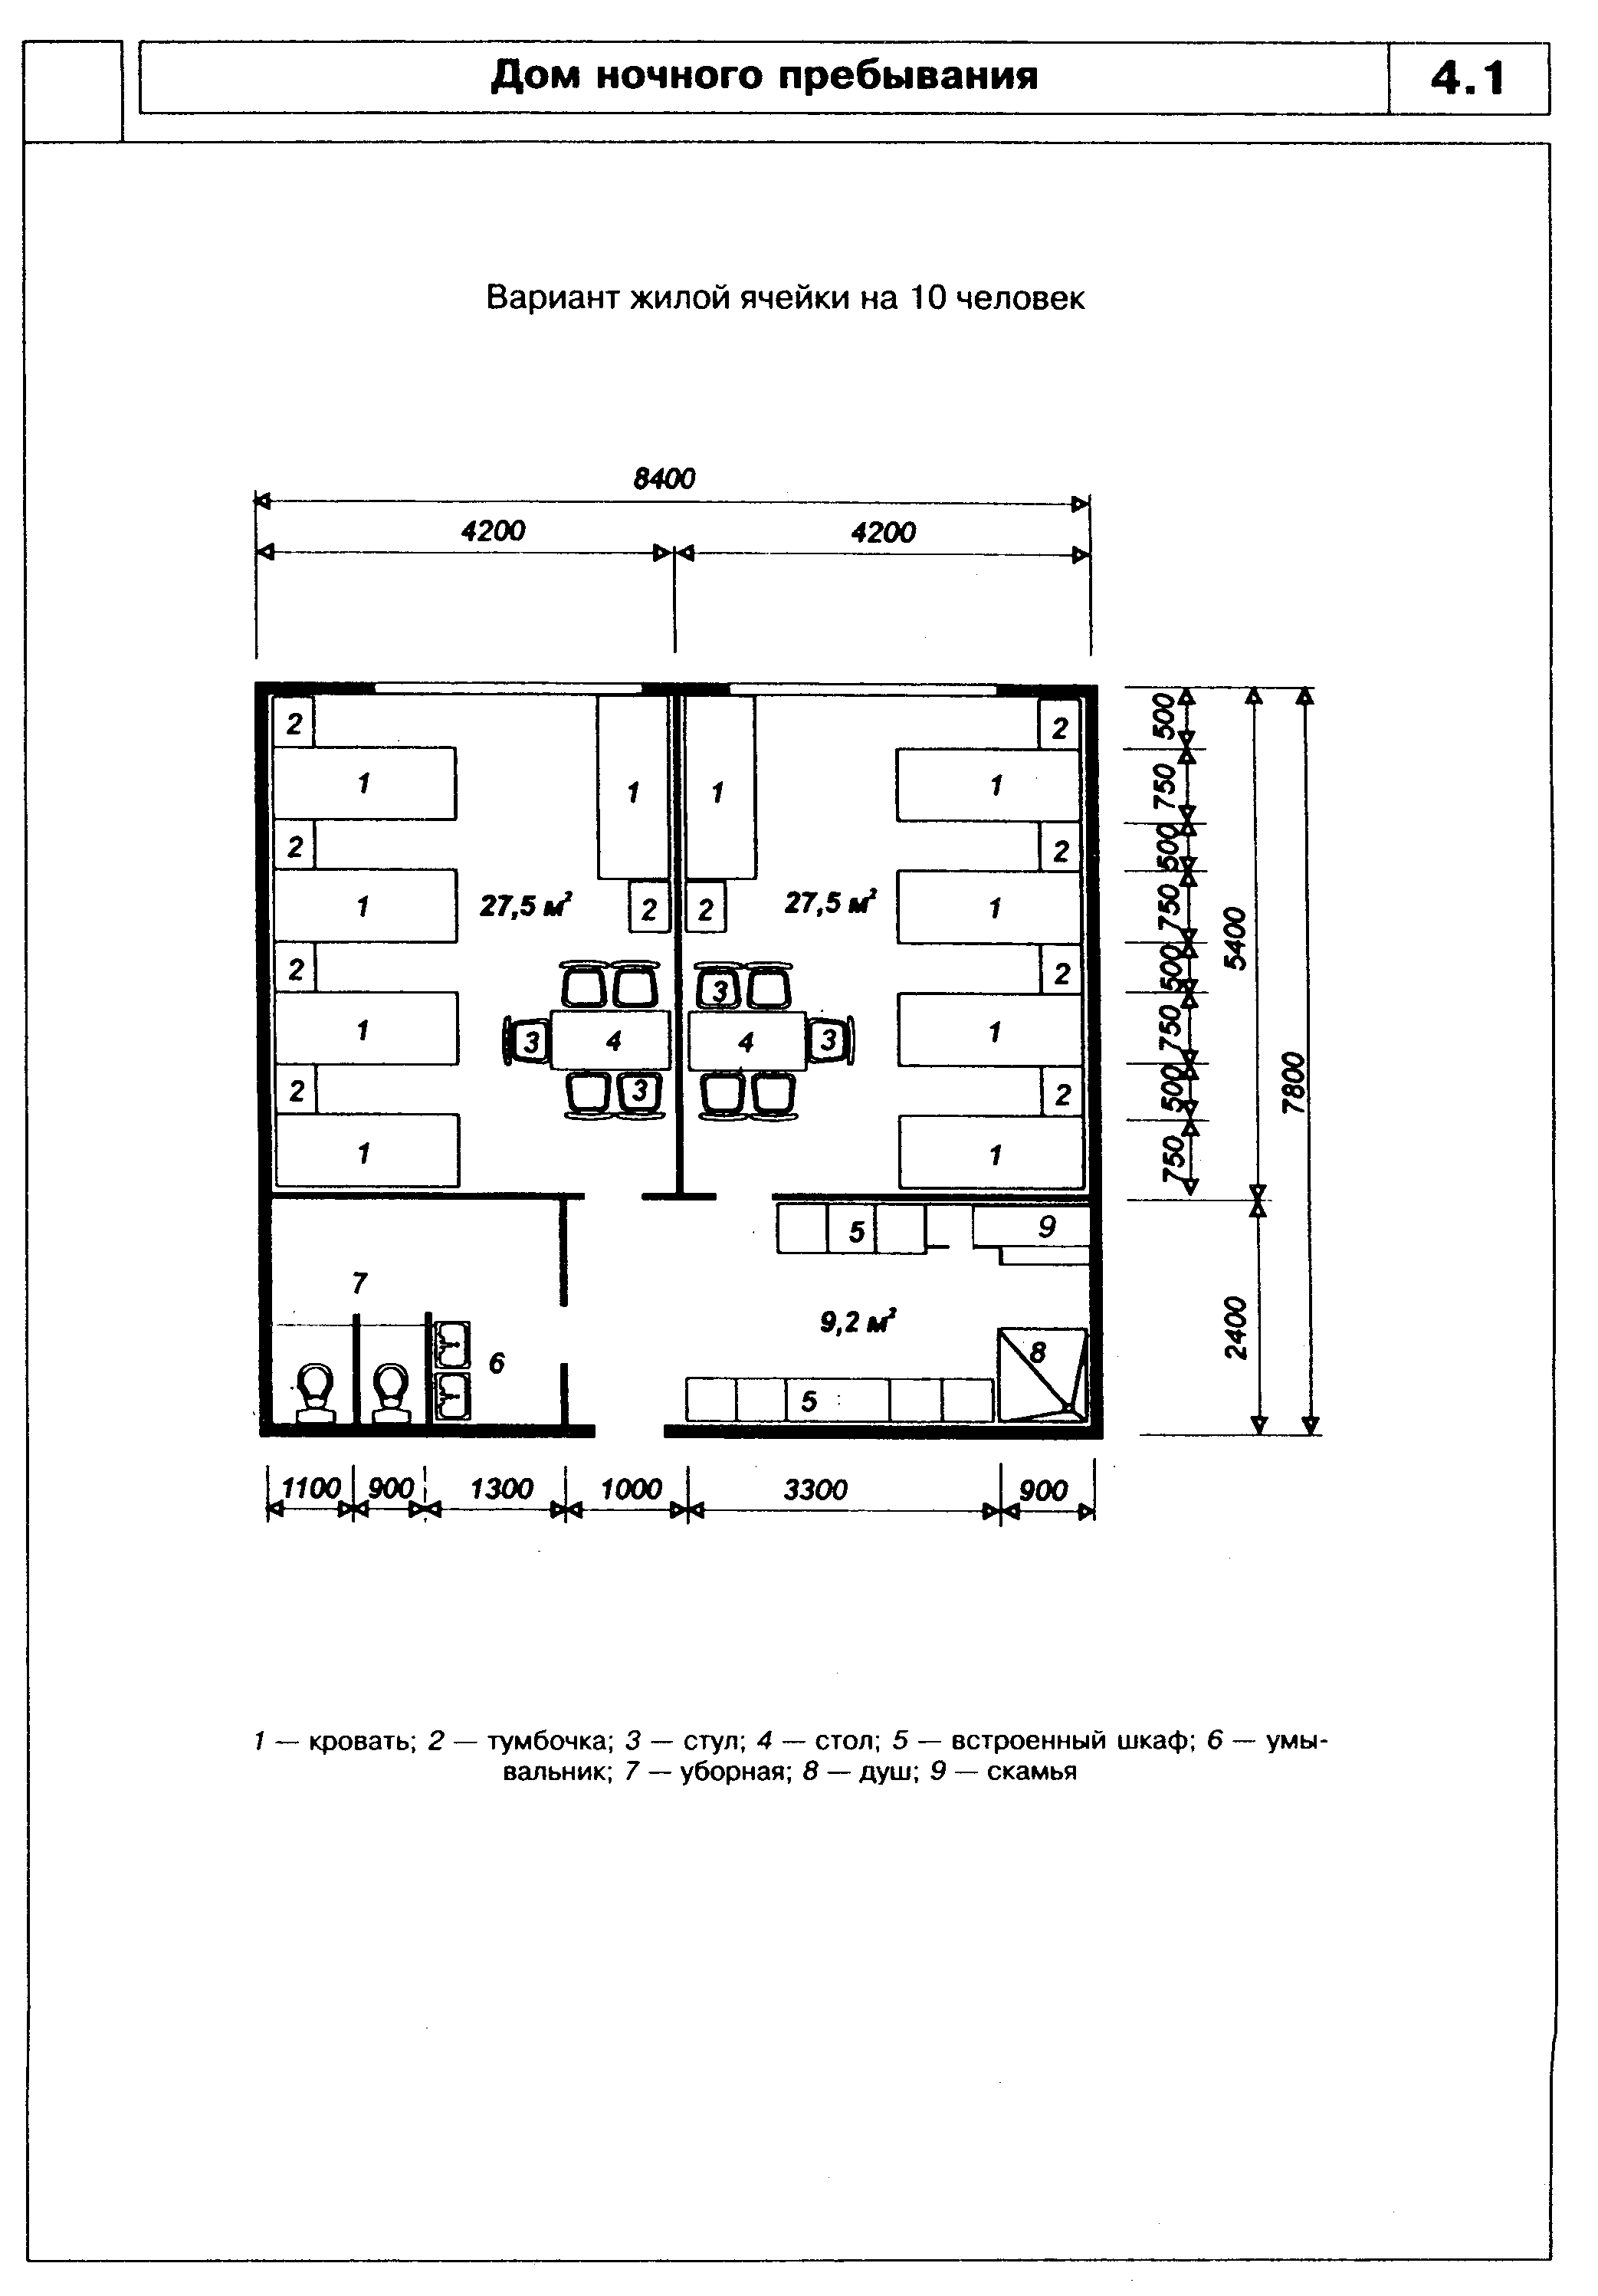 Дом ночного пребывания
4.1
Вариант жилой ячейки на 10 человек
8400
4200 4200
2 2
1 1 1 1
2 2
1 27,5 м² 2 2 27,5 м² 1
2 3 2
1 3 4 4 3 1
2 3 2
1 1
500
750
500
750
500
750
500
750
5400
7800
2400
5 9
7
9,2 м²
6 8
5
1100 900 1300 1000 3300 900
1 — кровать; 2 — тумбочка; 3 — стул; 4 — стол; 5 — встроенный шкаф; 6 — умы-
вальник; 7 — уборная; 8 — душ; 9 — скамья